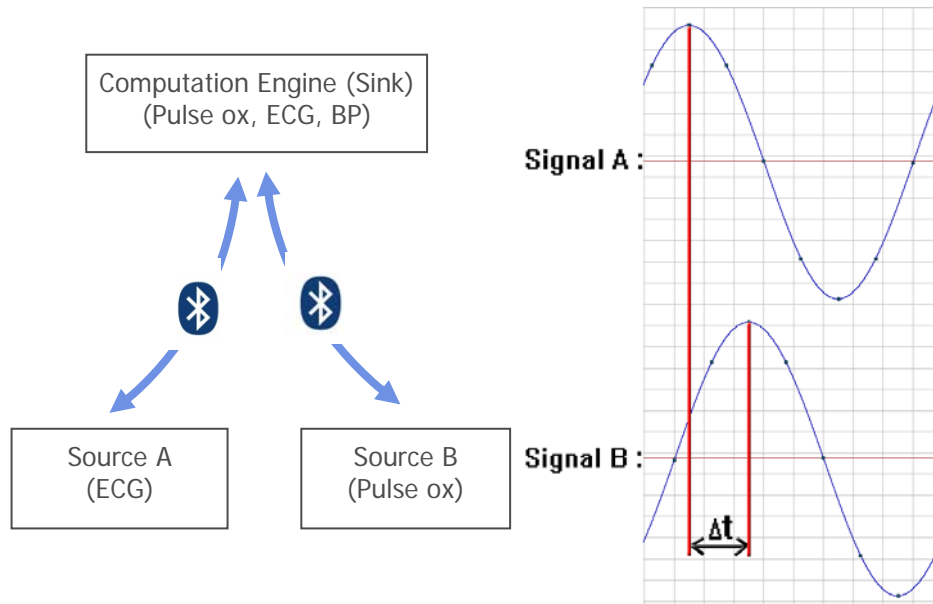 Computation Engine (Sink)
(Pulse ox, ECG, BP)
Source A
(ECG)
Source B
(Pulse ox)
Signal A :
Signal B :
Δt